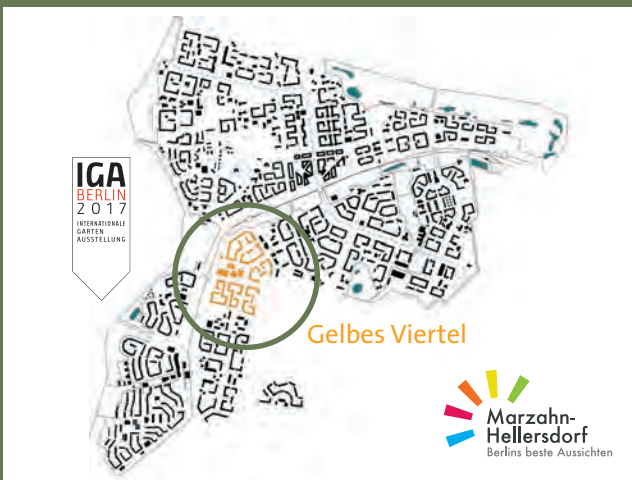 IGA
BERLIN
2017
INTERNATIONALE
GARTEN
AUSSTELLUNG
Gelbes Viertel
Marzahn-
Hellersdorf
Berlins beste Aussichten